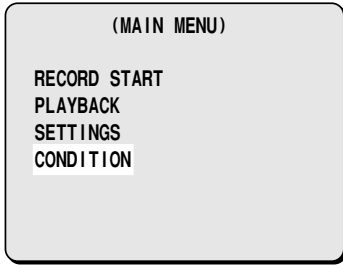 (MAIN MENU)
RECORD START
PLAYBACK
SETTINGS
CONDITION